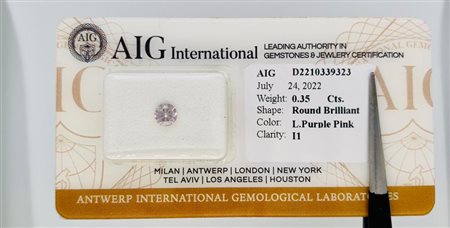 AIG
AIG International
LEADING AUTHORITY IN
GEMSTONES & JEWLERY CERTIFICATION
AIG D2210339323
July 24, 2022
Weight: 0.35 Cts.
Shape: Round Brilliant
Color: L.Purple Pink
Clarity: I1
AIG
MILAN | ANTWERP | LONDON | NEW YORK
TEL AVIV | LOS ANGELES | HOUSTON
ANTWERP INTERNATIONAL GEMOLOGICAL LABORATORIES